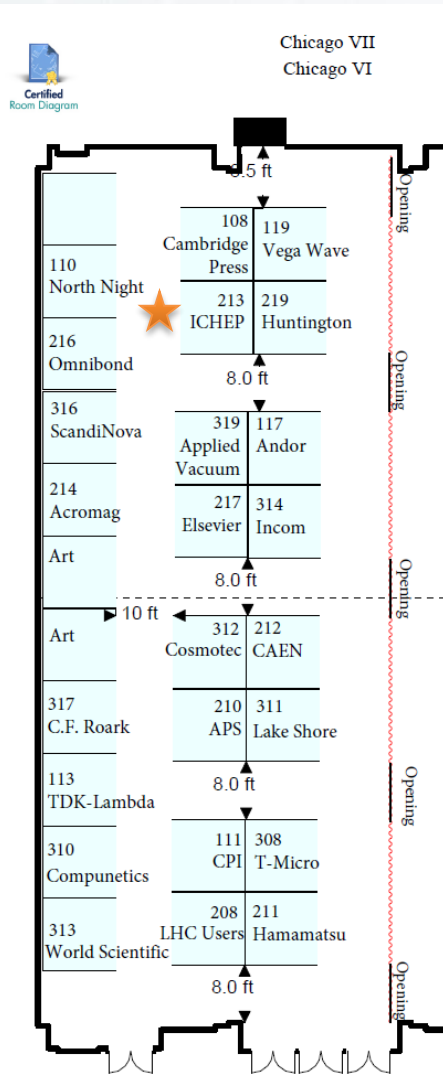 Chicago VII
Chicago VI
Certified
Room Diagram
Opening
108
Cambridge
Press
119
Vega Wave
110
North Night
213
ICHEP
219
Huntington
216
Omnibond
8.0 ft
Opening
316
ScandiNova
319
Applied
Vacuum
117
Andor
214
Acromag
217
Elsevier
314
Incom
Art
8.0 ft
Opening
10 ft
Art
312
Cosmotec
212
CAEN
317
C.F. Roark
210
APS
311
Lake Shore
113
TDK-Lambda
8.0 ft
Opening
310
Compunetics
111
CPI
308
T-Micro
313
World Scientific
208
LHC Users
211
Hamamatsu
8.0 ft
Opening